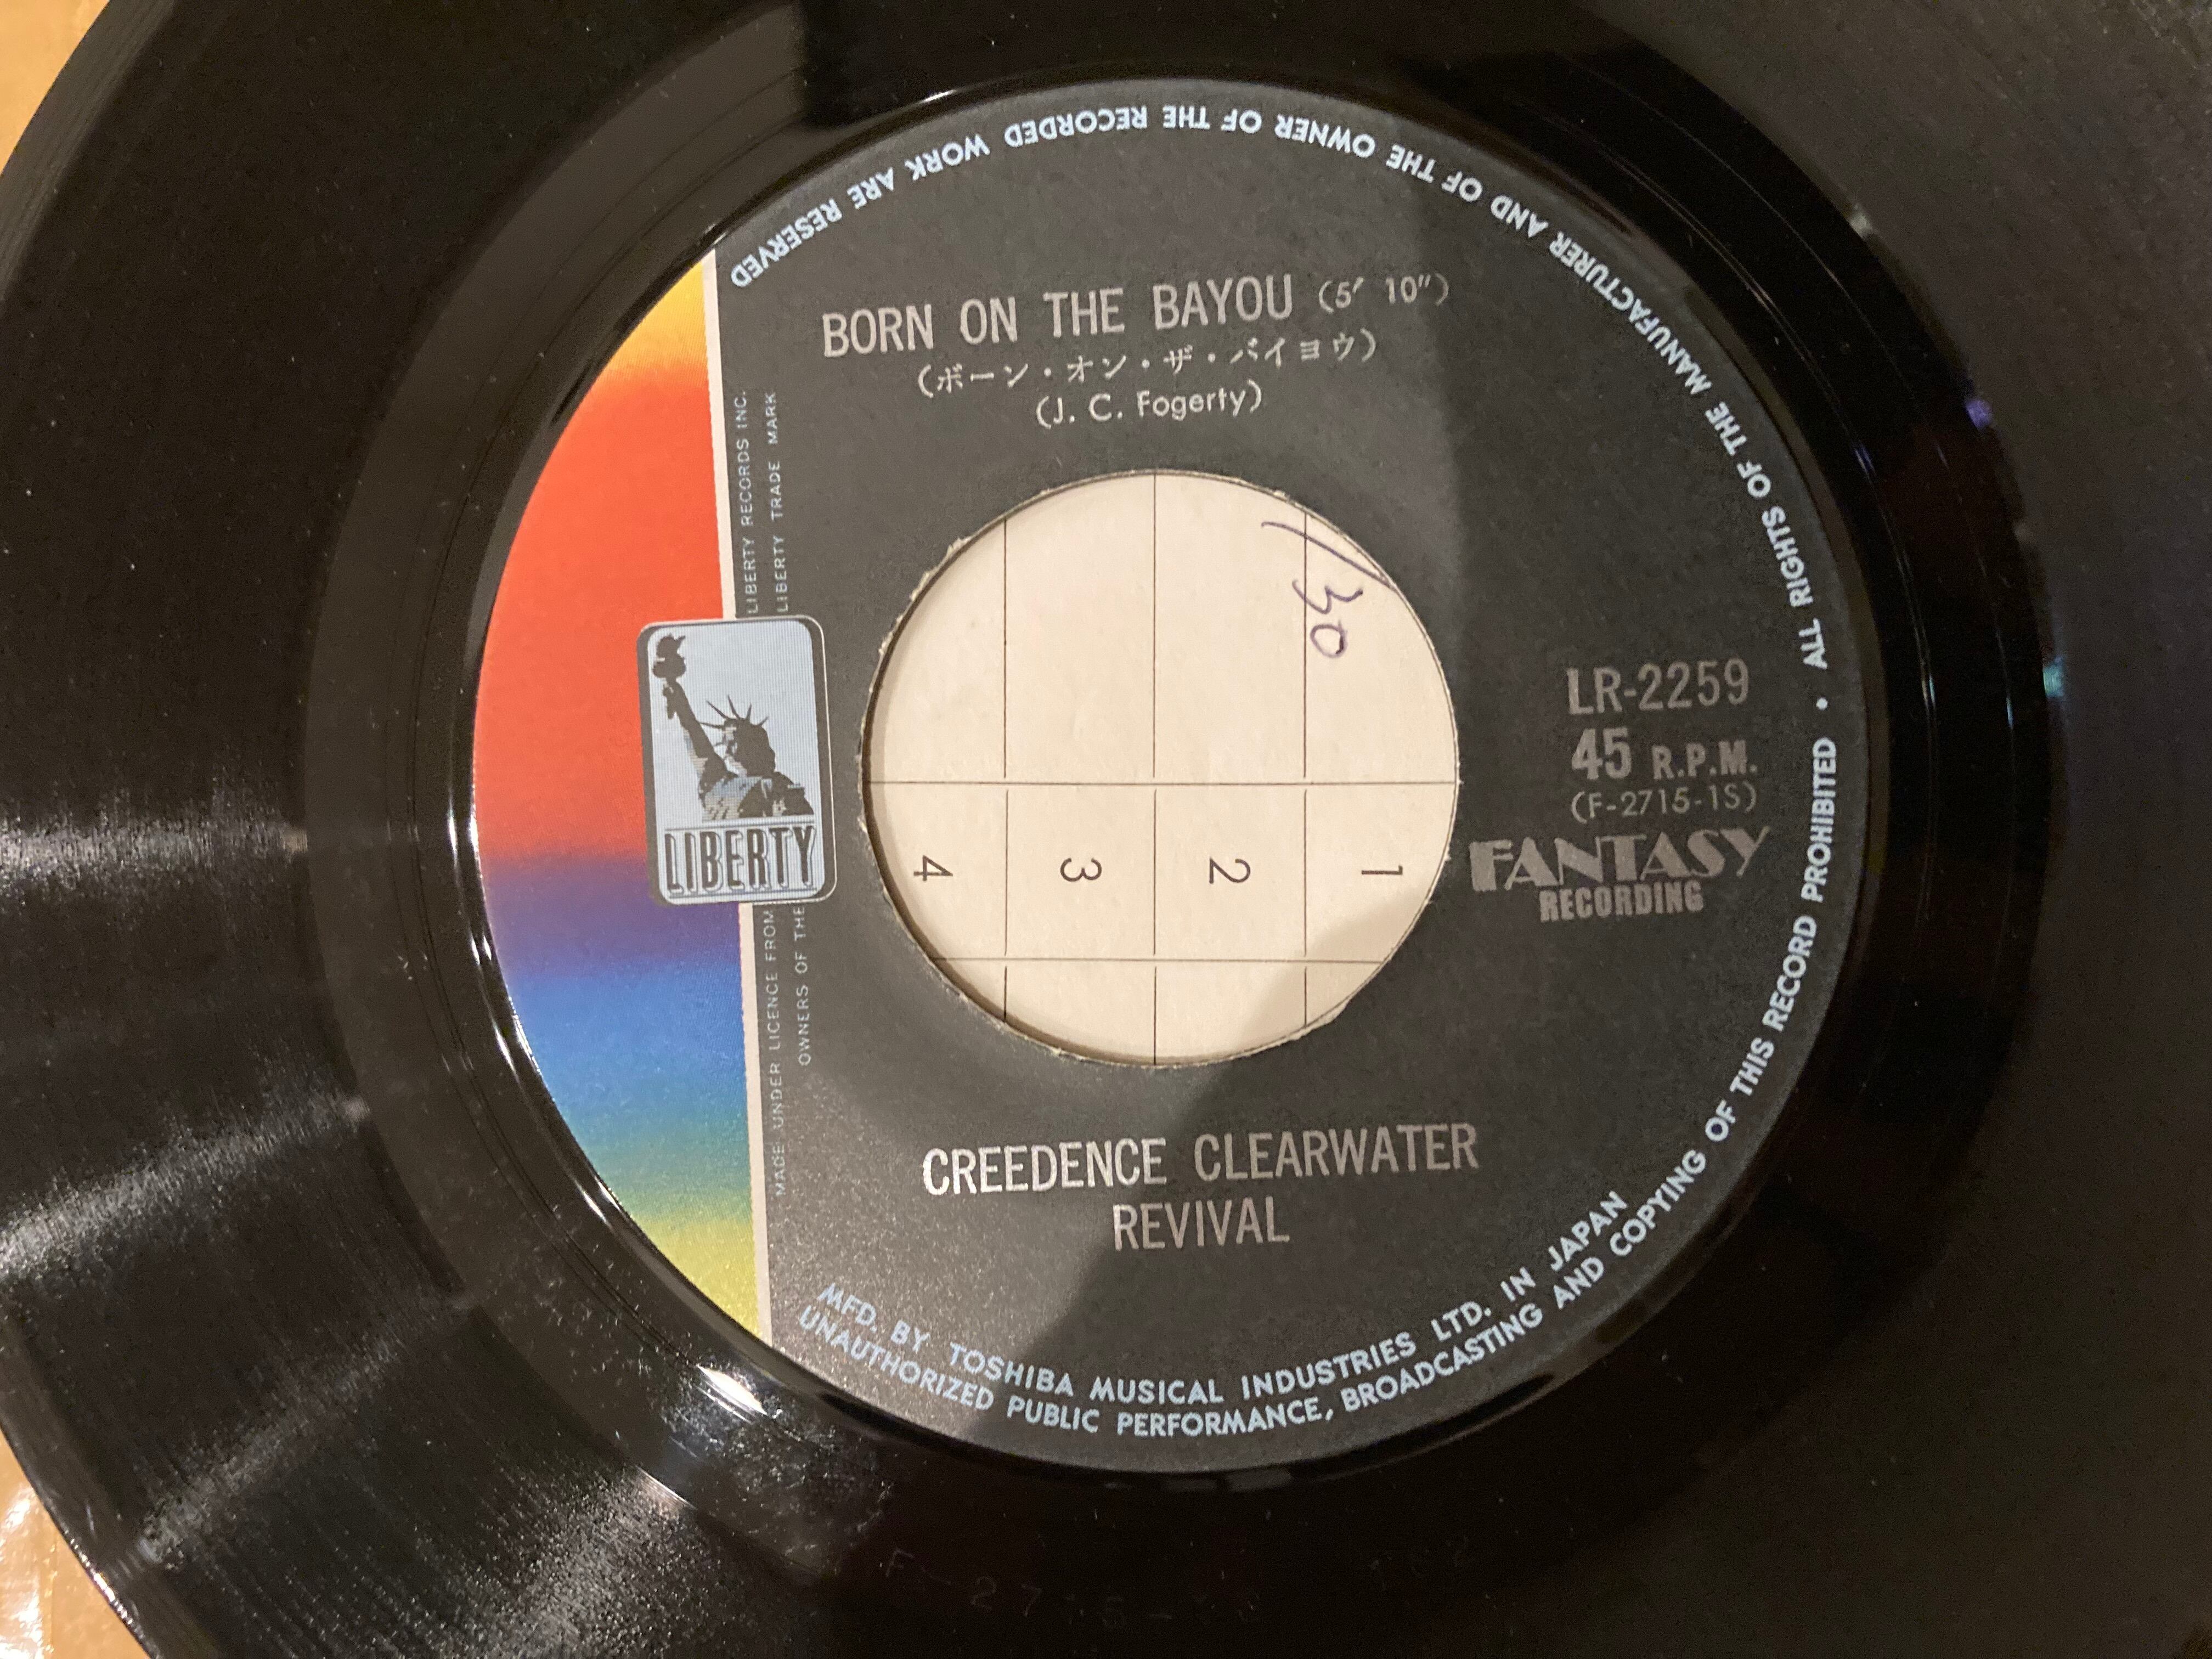 BORN ON THE BAYOU (5′ 10″)
(ボーン・オン・ザ・バイヨウ)
(J. C. Fogerty)
LIBERTY RECORDS INC.
LIBERTY TRADE MARK
MADE UNDER LICENCE FROM
OWNERS OF THE
LIBERTY
LR-2259
45 R.P.M.
(F-2715-1S)
FANTASY
RECORDING
130
4 3 2 1
CREEDENCE CLEARWATER
REVIVAL
MFD. BY TOSHIBA MUSICAL INDUSTRIES LTD. IN JAPAN
UNAUTHORIZED PUBLIC PERFORMANCE, BROADCASTING AND COPYING OF THIS RECORD PROHIBITED • ALL RIGHTS OF THE MANUFACTURER AND OF THE OWNER OF THE RECORDED WORK ARE RESERVED